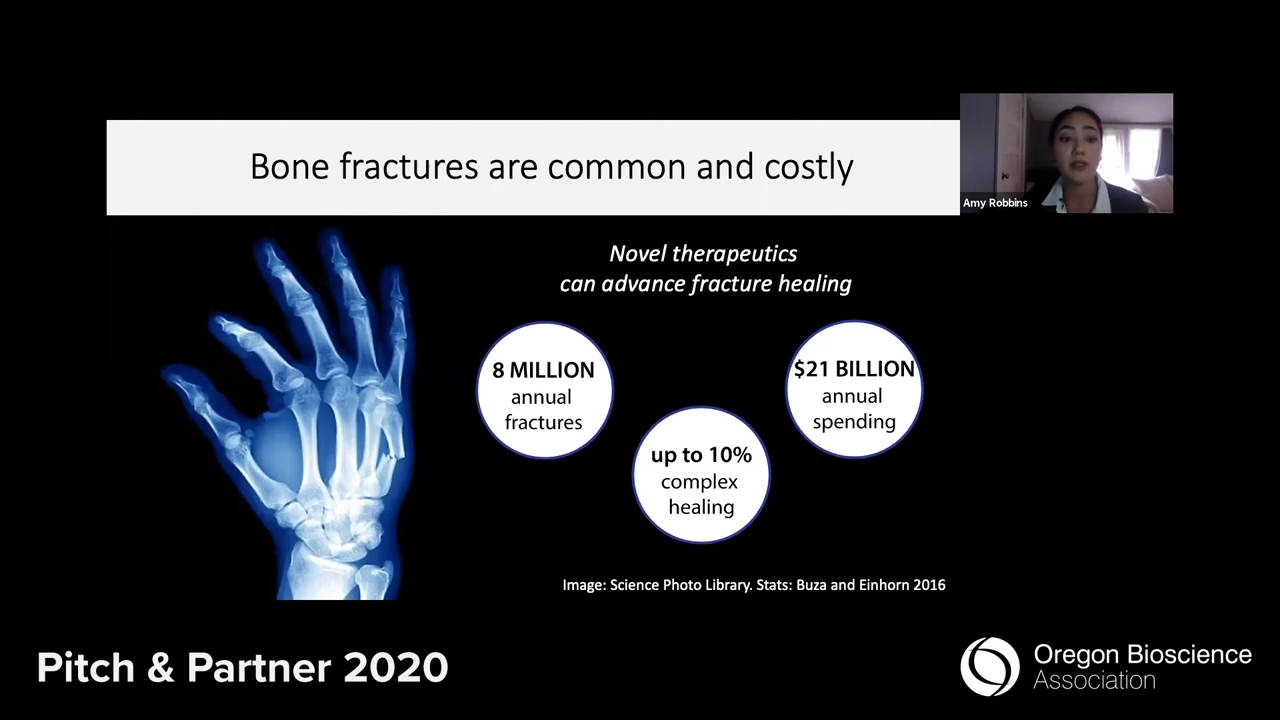 Bone fractures are common and costly
Amy Robbins
Novel therapeutics
can advance fracture healing
8 MILLION
annual
fractures
up to 10%
complex
healing
$21 BILLION
annual
spending
Image: Science Photo Library. Stats: Buza and Einhorn 2016
Pitch & Partner 2020
Oregon Bioscience
Association